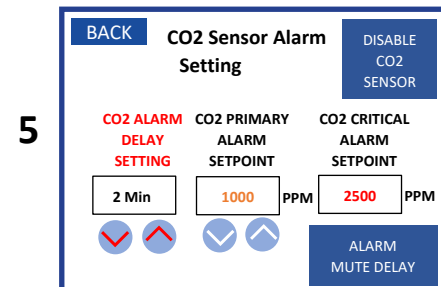 BACK
CO2 Sensor Alarm
Setting
DISABLE
CO2
SENSOR
5
CO2 ALARM
DELAY
SETTING
CO2 PRIMARY
ALARM
SETPOINT
CO2 CRITICAL
ALARM
SETPOINT
2 Min
1000 PPM
2500 PPM
ALARM
MUTE DELAY